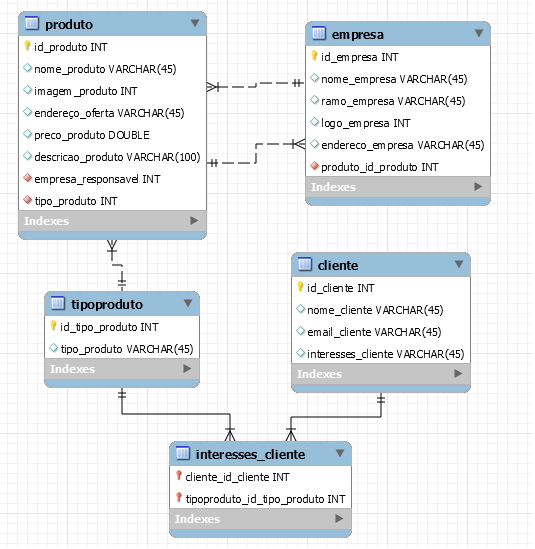 produto
id_produto INT
nome_produto VARCHAR(45)
imagem_produto INT
endereço_oferta VARCHAR(45)
preco_produto DOUBLE
descricao_produto VARCHAR(100)
empresa_responsavel INT
tipo_produto INT
Indexes
empresa
id_empresa INT
nome_empresa VARCHAR(45)
ramo_empresa VARCHAR(45)
logo_empresa INT
endereco_empresa VARCHAR(45)
produto_id_produto INT
Indexes
tipoproduto
id_tipo_produto INT
tipo_produto VARCHAR(45)
Indexes
cliente
id_cliente INT
nome_cliente VARCHAR(45)
email_cliente VARCHAR(45)
interesses_cliente VARCHAR(45)
Indexes
interesses_cliente
cliente_id_cliente INT
tipoproduto_id_tipo_produto INT
Indexes